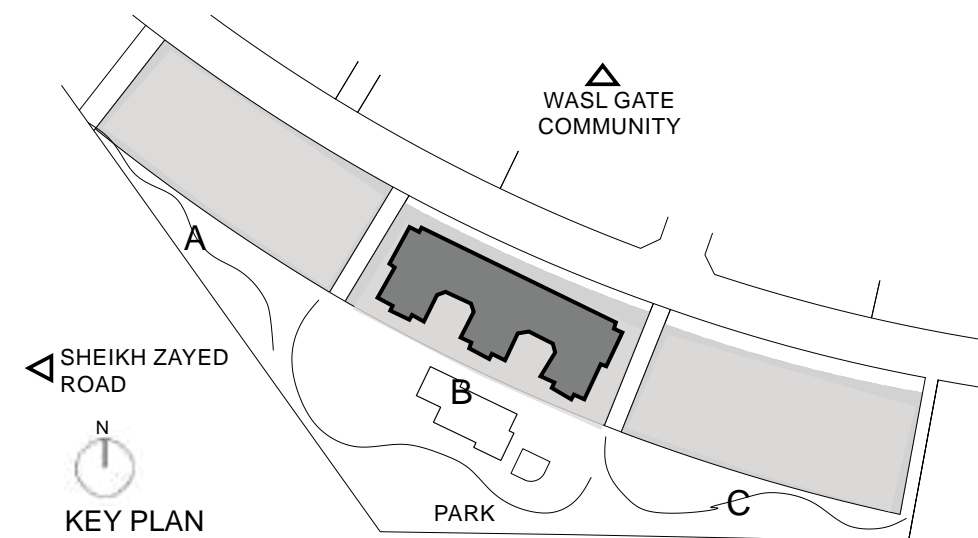 WASL GATE
COMMUNITY
A
SHEIKH ZAYED
ROAD
B
N
KEY PLAN
PARK
C